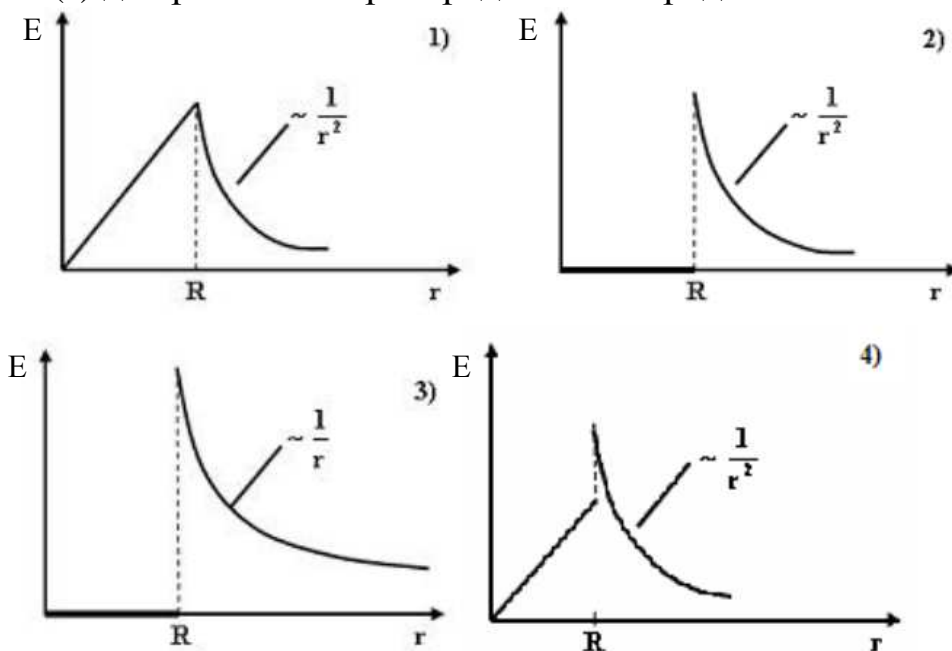 E 1) ~ 1/r²
R r
E 2) ~ 1/r²
R r
E 3) ~ 1/r
R r
E 4) ~ 1/r²
R r